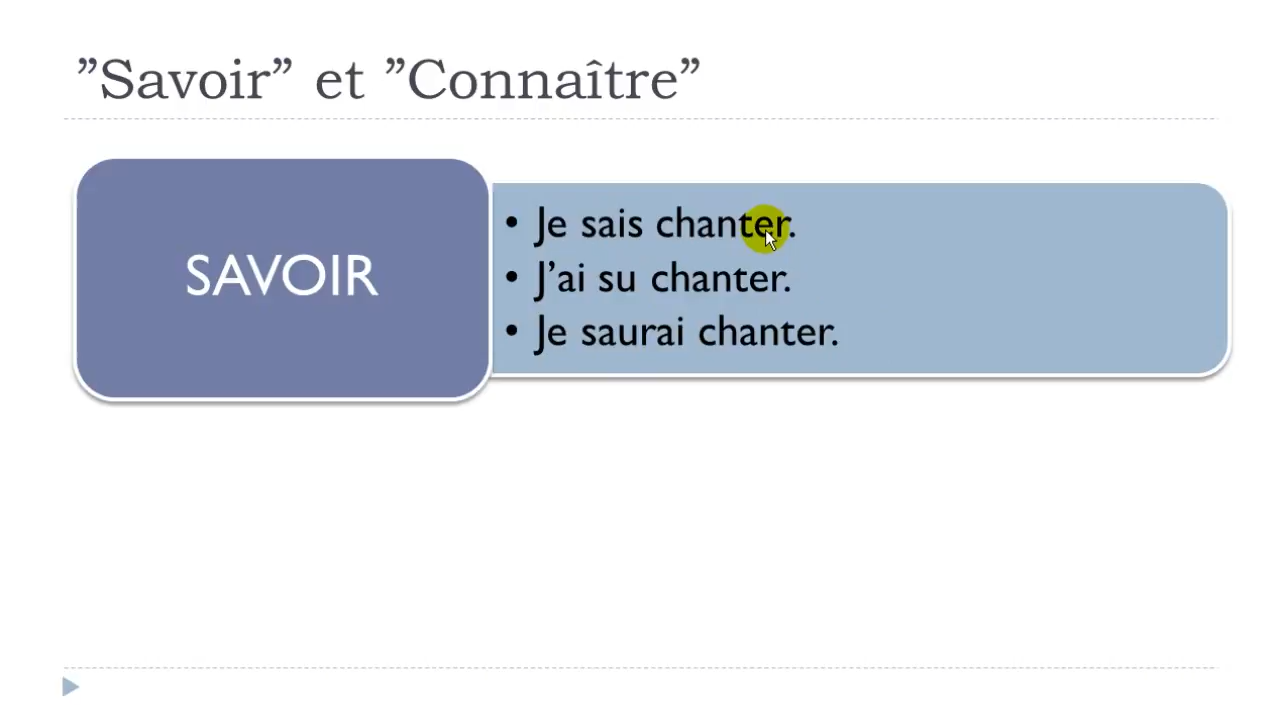 ”Savoir” et ”Connaître”
SAVOIR
• Je sais chanter.
• J’ai su chanter.
• Je saurai chanter.